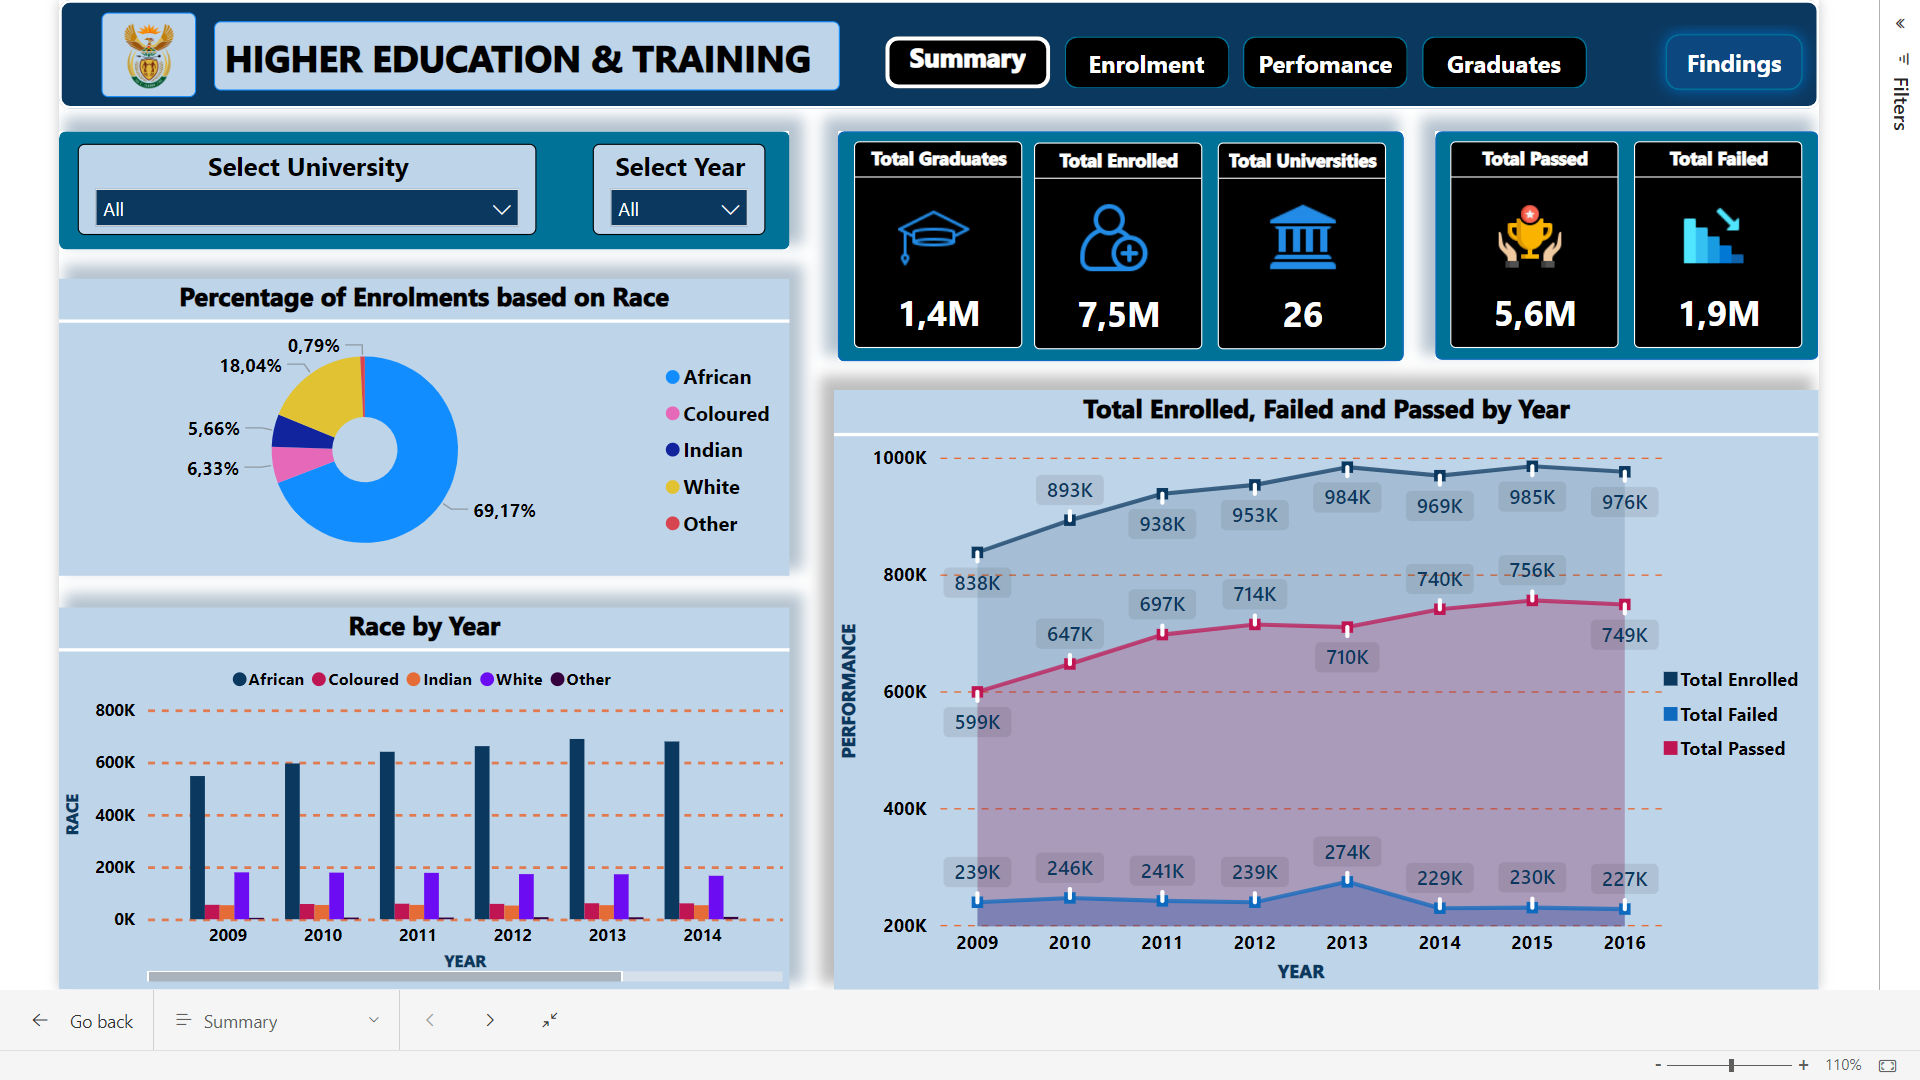 HIGHER EDUCATION & TRAINING
Summary
Enrolment
Perfomance
Graduates
Findings
Filters
Select University
All
Select Year
All
Total Graduates
1,4M
Total Enrolled
7,5M
Total Universities
26
Total Passed
5,6M
Total Failed
1,9M
Percentage of Enrolments based on Race
0,79%
18,04%
5,66%
6,33%
69,17%
African
Coloured
Indian
White
Other
Race by Year
African Coloured Indian White Other
800K
600K
400K
200K
0K
RACE
2009 2010 2011 2012 2013 2014
YEAR
Total Enrolled, Failed and Passed by Year
1000K
800K
600K
400K
200K
PERFORMANCE
838K 893K 938K 953K 984K 969K 985K 976K
599K 647K 697K 714K 710K 740K 756K 749K
239K 246K 241K 239K 274K 229K 230K 227K
2009 2010 2011 2012 2013 2014 2015 2016
YEAR
Total Enrolled
Total Failed
Total Passed
Go back
Summary
- + 110%